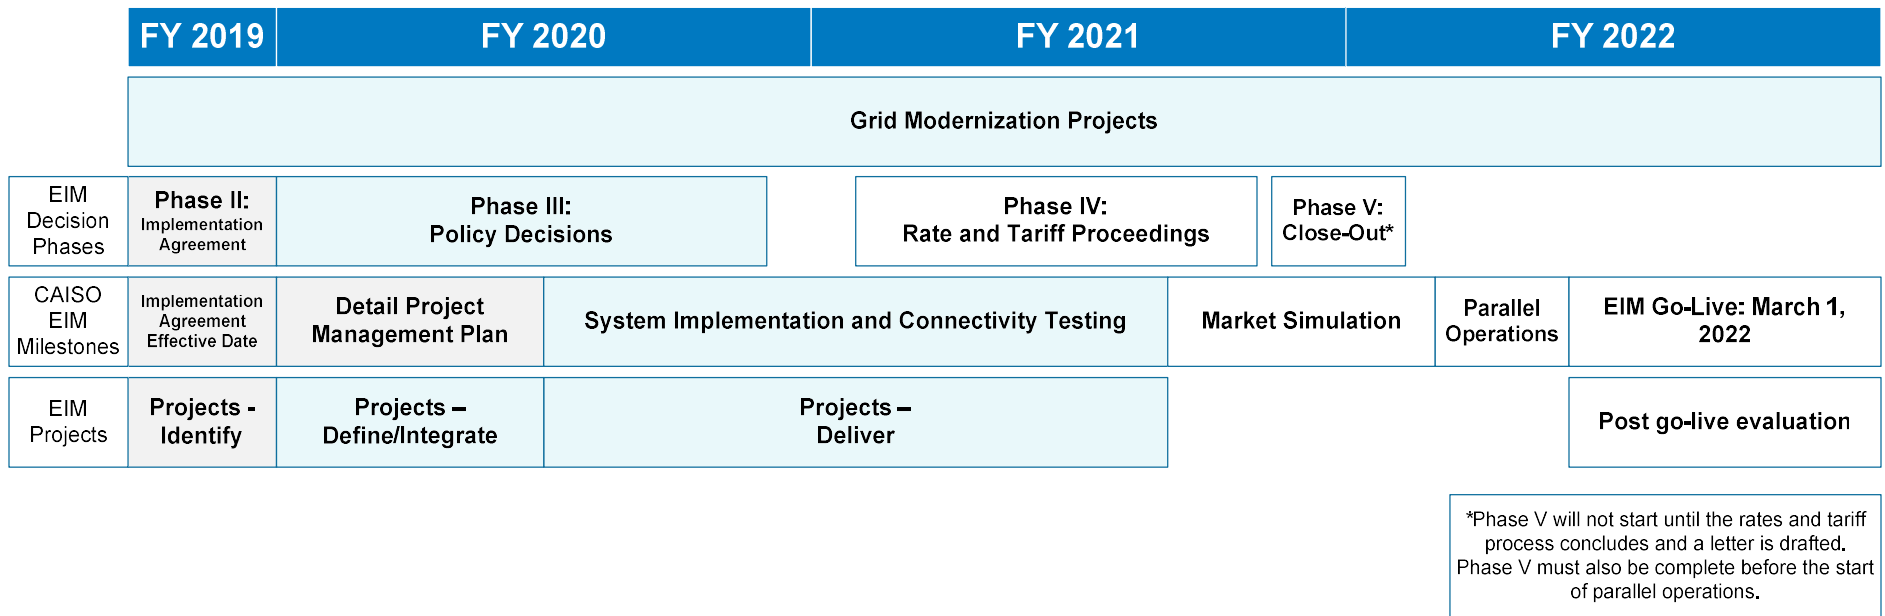 FY 2019
FY 2020
FY 2021
FY 2022
Grid Modernization Projects
EIM
Decision
Phases
Phase II:
Implementation
Agreement
Phase III:
Policy Decisions
Phase IV:
Rate and Tariff Proceedings
Phase V:
Close-Out*
CAISO
EIM
Milestones
Implementation
Agreement
Effective Date
Detail Project
Management Plan
System Implementation and Connectivity Testing
Market Simulation
Parallel
Operations
EIM Go-Live: March 1,
2022
EIM
Projects
Projects -
Identify
Projects –
Define/Integrate
Projects –
Deliver
Post go-live evaluation
*Phase V will not start until the rates and tariff
process concludes and a letter is drafted.
Phase V must also be complete before the start
of parallel operations.